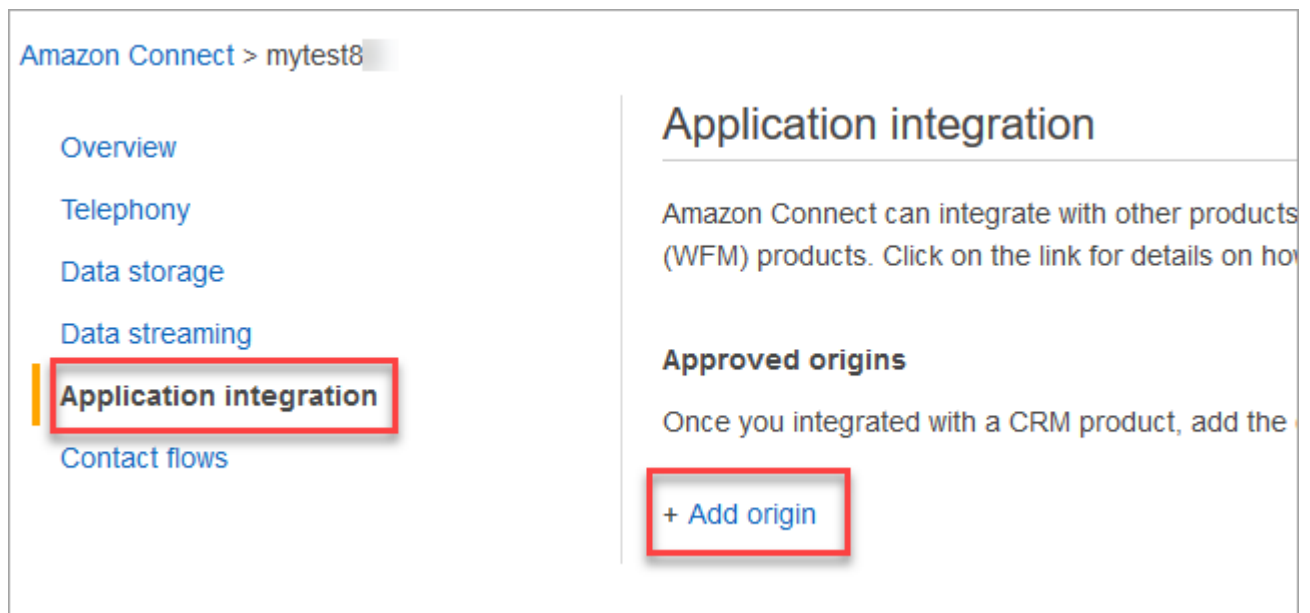 Amazon Connect > mytest8
Overview
Telephony
Data storage
Data streaming
Application integration
Contact flows
Application integration
Amazon Connect can integrate with other products
(WFM) products. Click on the link for details on how
Approved origins
Once you integrated with a CRM product, add the
+ Add origin